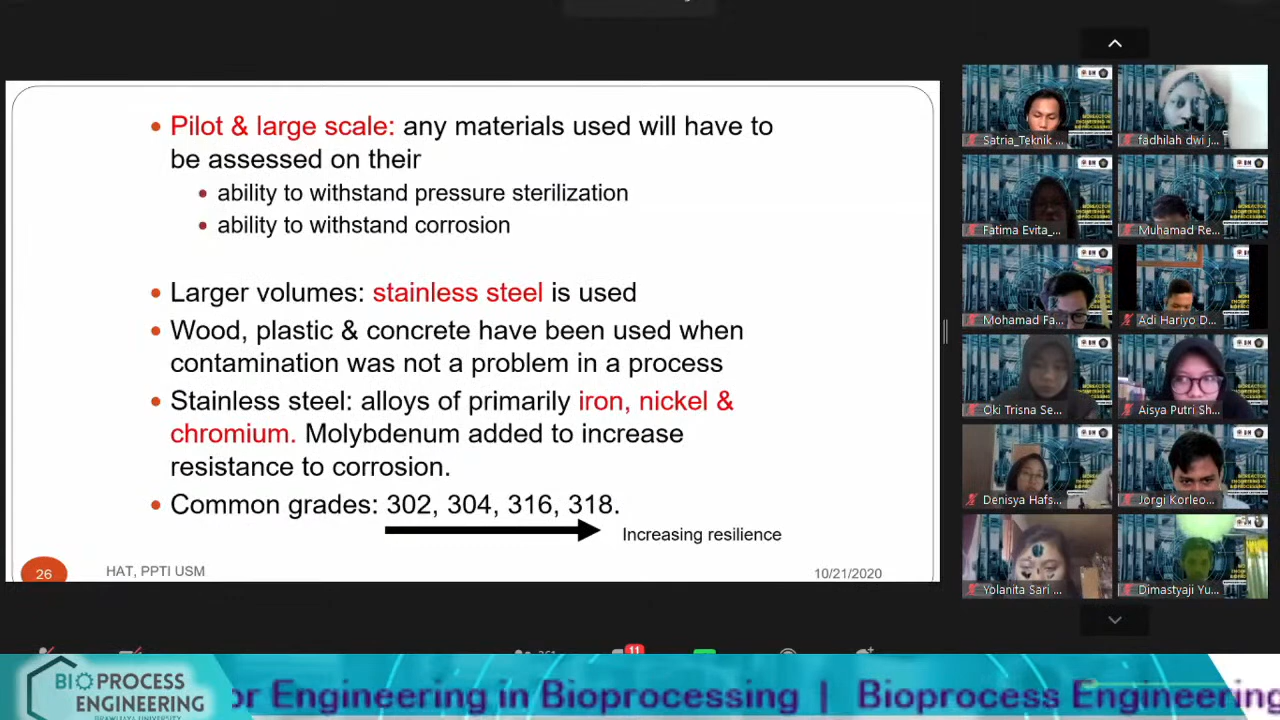 Pilot & large scale: any materials used will have to
be assessed on their
ability to withstand pressure sterilization
ability to withstand corrosion
Larger volumes: stainless steel is used
Wood, plastic & concrete have been used when
contamination was not a problem in a process
Stainless steel: alloys of primarily iron, nickel &
chromium. Molybdenum added to increase
resistance to corrosion.
Common grades: 302, 304, 316, 318.
Increasing resilience
26
HAT, PPTI USM
10/21/2020
Satria_Teknik ...
fadhilah dwi j...
Fatima Evita_...
Muhamad Re...
Mohamad Fa...
Adi Hariyo D...
Oki Trisna Se...
Aisya Putri Sh...
Denisya Hafs...
Jorgi Korleo...
Yolanita Sari ...
Dimastyaji Yu...
11
BIOPROCESS
ENGINEERING
or Engineering in Bioprocessing | Bioprocess Engineering